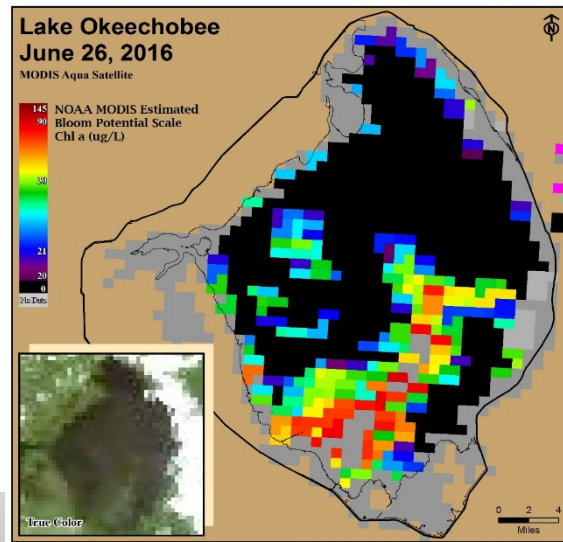 Lake Okeechobee
June 26, 2016
MODIS Aqua Satellite
NOAA MODIS Estimated
Bloom Potential Scale
Chl a (ug/L)
145
90
30
21
20
0
No Data
N
True Color
0 2 4
Miles